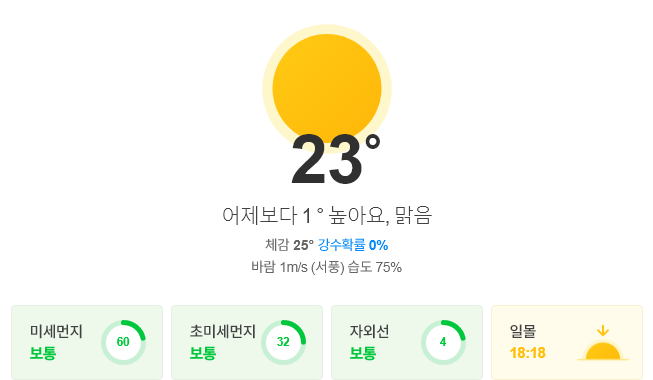 23°
어제보다 1 ° 높아요, 맑음
체감 25° 강수확률 0%
바람 1m/s (서풍) 습도 75%
미세먼지
보통
60
초미세먼지
보통
32
자외선
보통
4
일몰
18:18